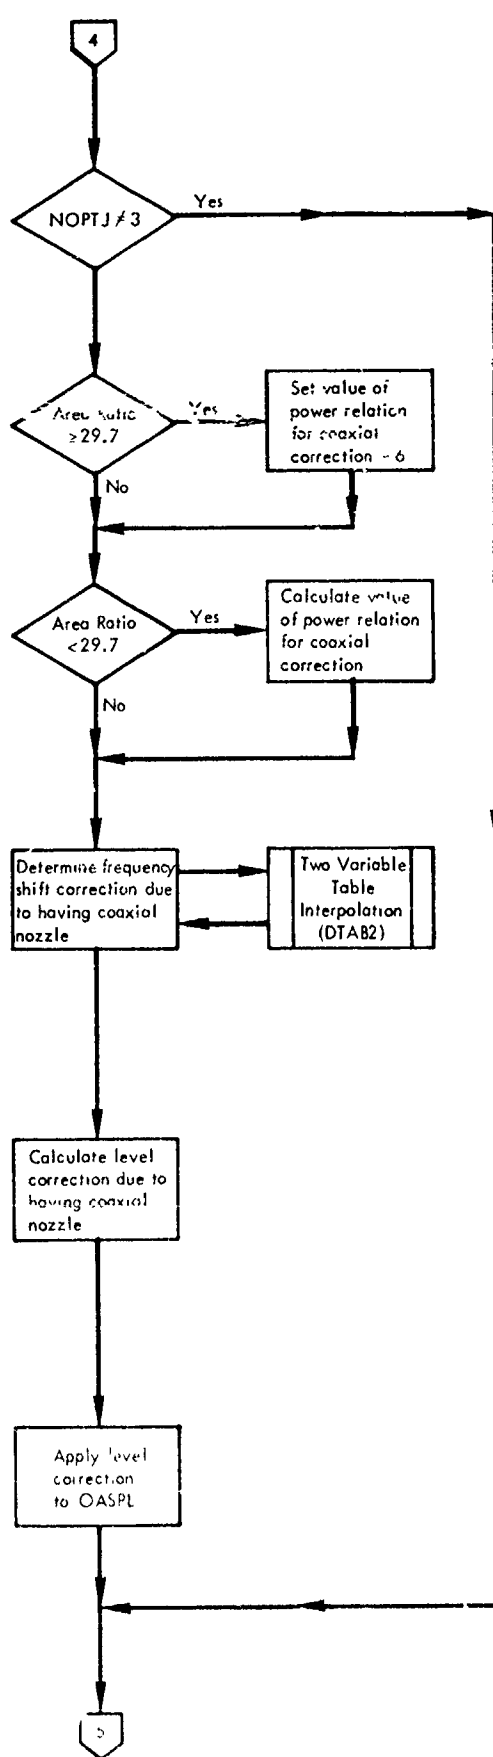 4
NOPTJ ≠ 3
Yes
Area Ratio
≥29.7
Yes
Set value of
power relation
for coaxial
correction - 6
No
Area Ratio
<29.7
Yes
Calculate value
of power relation
for coaxial
correction
No
Determine frequency
shift correction due
to having coaxial
nozzle
Two Variable
Table
Interpolation
(DTAB2)
Calculate level
correction due to
having coaxial
nozzle
Apply level
correction
to OASPL
5